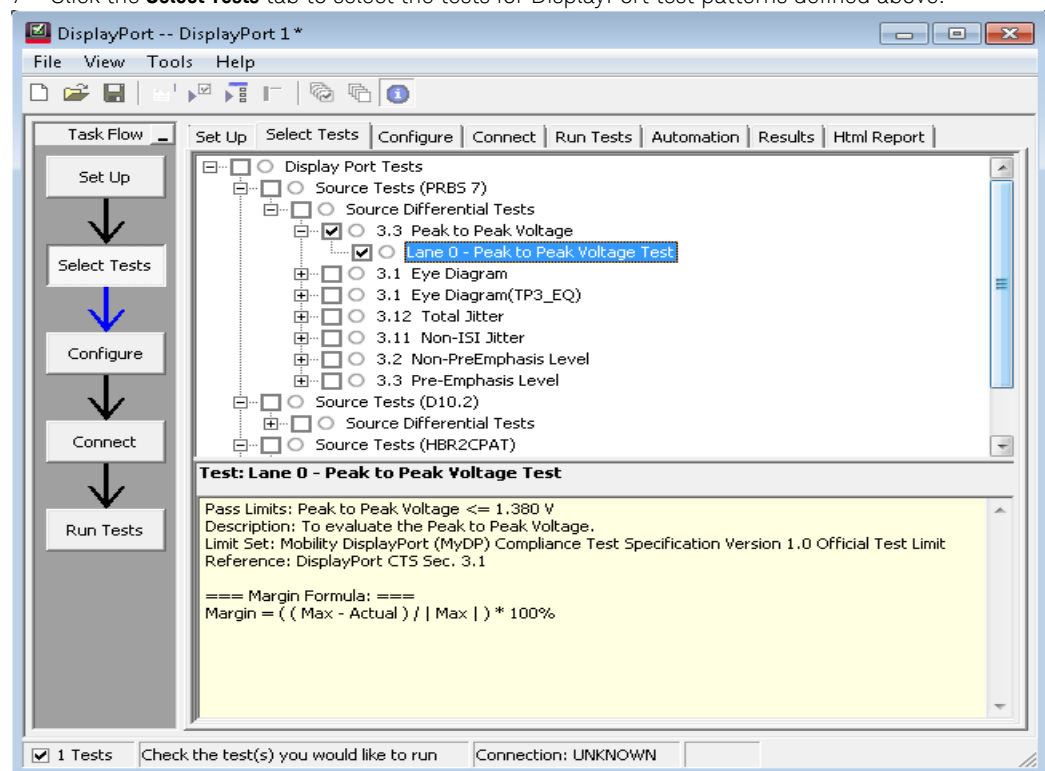 Click the Select Tests tab to select the tests for DisplayPort test patterns defined above.
DisplayPort -- DisplayPort 1*
File View Tools Help
Task Flow
Set Up
Select Tests
Configure
Connect
Run Tests
Set Up Select Tests Configure Connect Run Tests Automation Results Html Report
Display Port Tests
Source Tests (PRBS 7)
Source Differential Tests
3.3 Peak to Peak Voltage
Lane 0 - Peak to Peak Voltage Test
3.1 Eye Diagram
3.1 Eye Diagram(TP3_EQ)
3.12 Total Jitter
3.11 Non-ISI Jitter
3.2 Non-PreEmphasis Level
3.3 Pre-Emphasis Level
Source Tests (D10.2)
Source Differential Tests
Source Tests (HBR2CPAT)
Test: Lane 0 - Peak to Peak Voltage Test
Pass Limits: Peak to Peak Voltage <= 1.380 V
Description: To evaluate the Peak to Peak Voltage.
Limit Set: Mobility DisplayPort (MyDP) Compliance Test Specification Version 1.0 Official Test Limit
Reference: DisplayPort CTS Sec. 3.1
=== Margin Formula: ===
Margin = ( ( Max - Actual ) / | Max | ) * 100%
1 Tests Check the test(s) you would like to run Connection: UNKNOWN